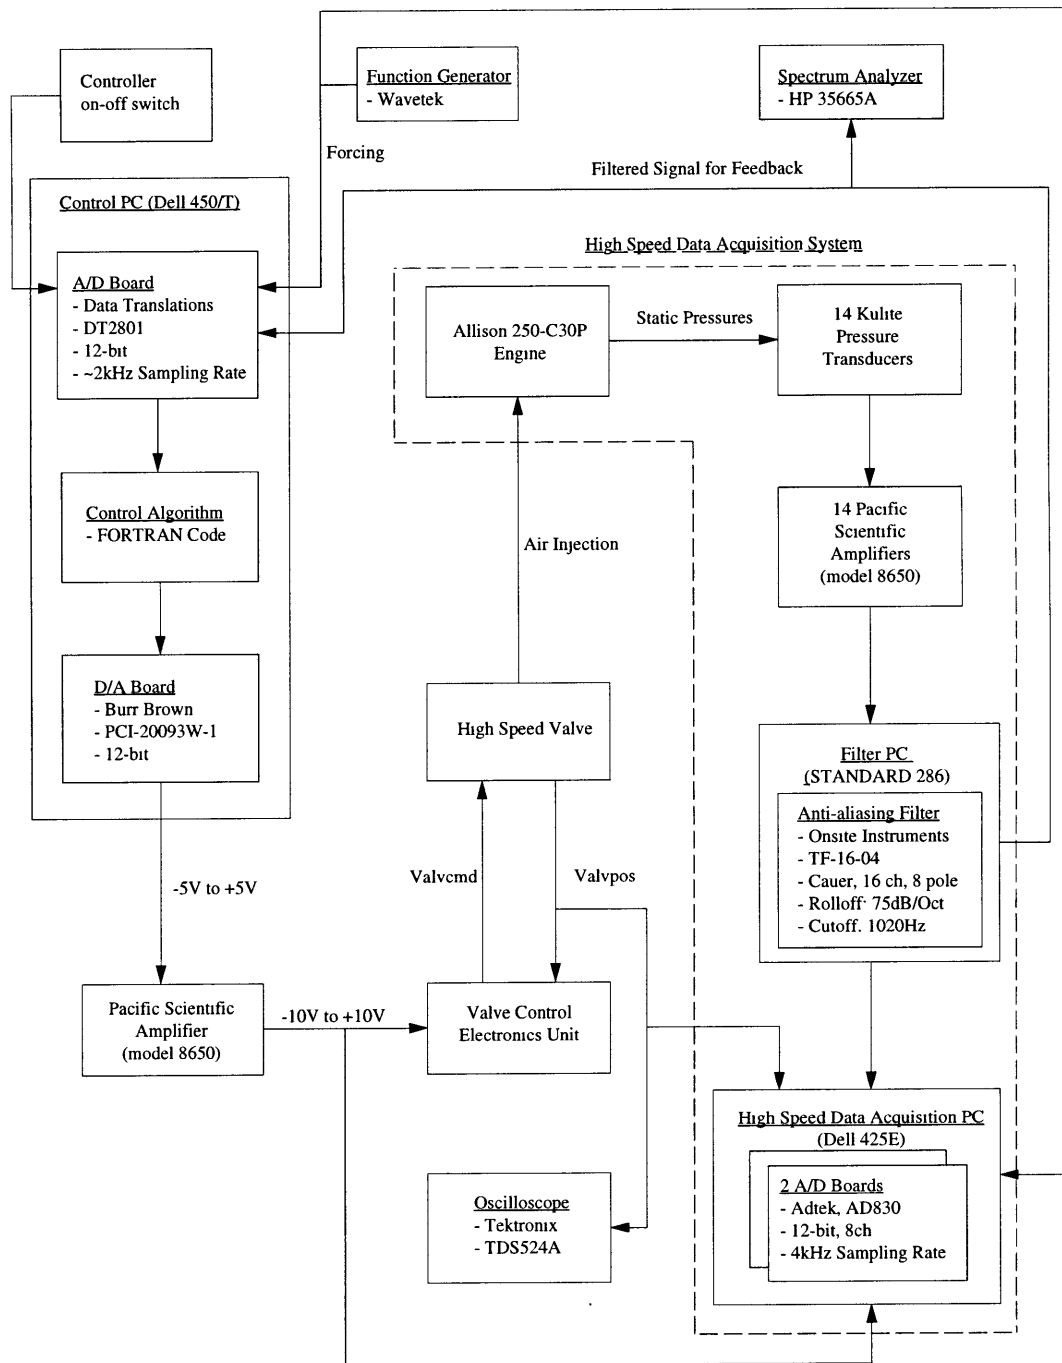 Controller
on-off switch
Function Generator
- Wavetek
Spectrum Analyzer
- HP 35665A
Forcing
Filtered Signal for Feedback
Control PC (Dell 450/T)
High Speed Data Acquisition System
A/D Board
- Data Translations
- DT2801
- 12-bit
- ~2kHz Sampling Rate
Allison 250-C30P
Engine
Static Pressures
14 Kulite
Pressure
Transducers
Control Algorithm
- FORTRAN Code
14 Pacific
Scientific
Amplifiers
(model 8650)
Air Injection
D/A Board
- Burr Brown
- PCI-20093W-1
- 12-bit
High Speed Valve
Filter PC
(STANDARD 286)
Anti-aliasing Filter
- Onsite Instruments
- TF-16-04
- Cauer, 16 ch, 8 pole
- Rolloff: 75dB/Oct
- Cutoff. 1020Hz
-5V to +5V
Valvcmd
Valvpos
Pacific Scientific
Amplifier
(model 8650)
-10V to +10V
Valve Control
Electronics Unit
High Speed Data Acquisition PC
(Dell 425E)
2 A/D Boards
- Adtek, AD830
- 12-bit, 8ch
- 4kHz Sampling Rate
Oscilloscope
- Tektronix
- TDS524A